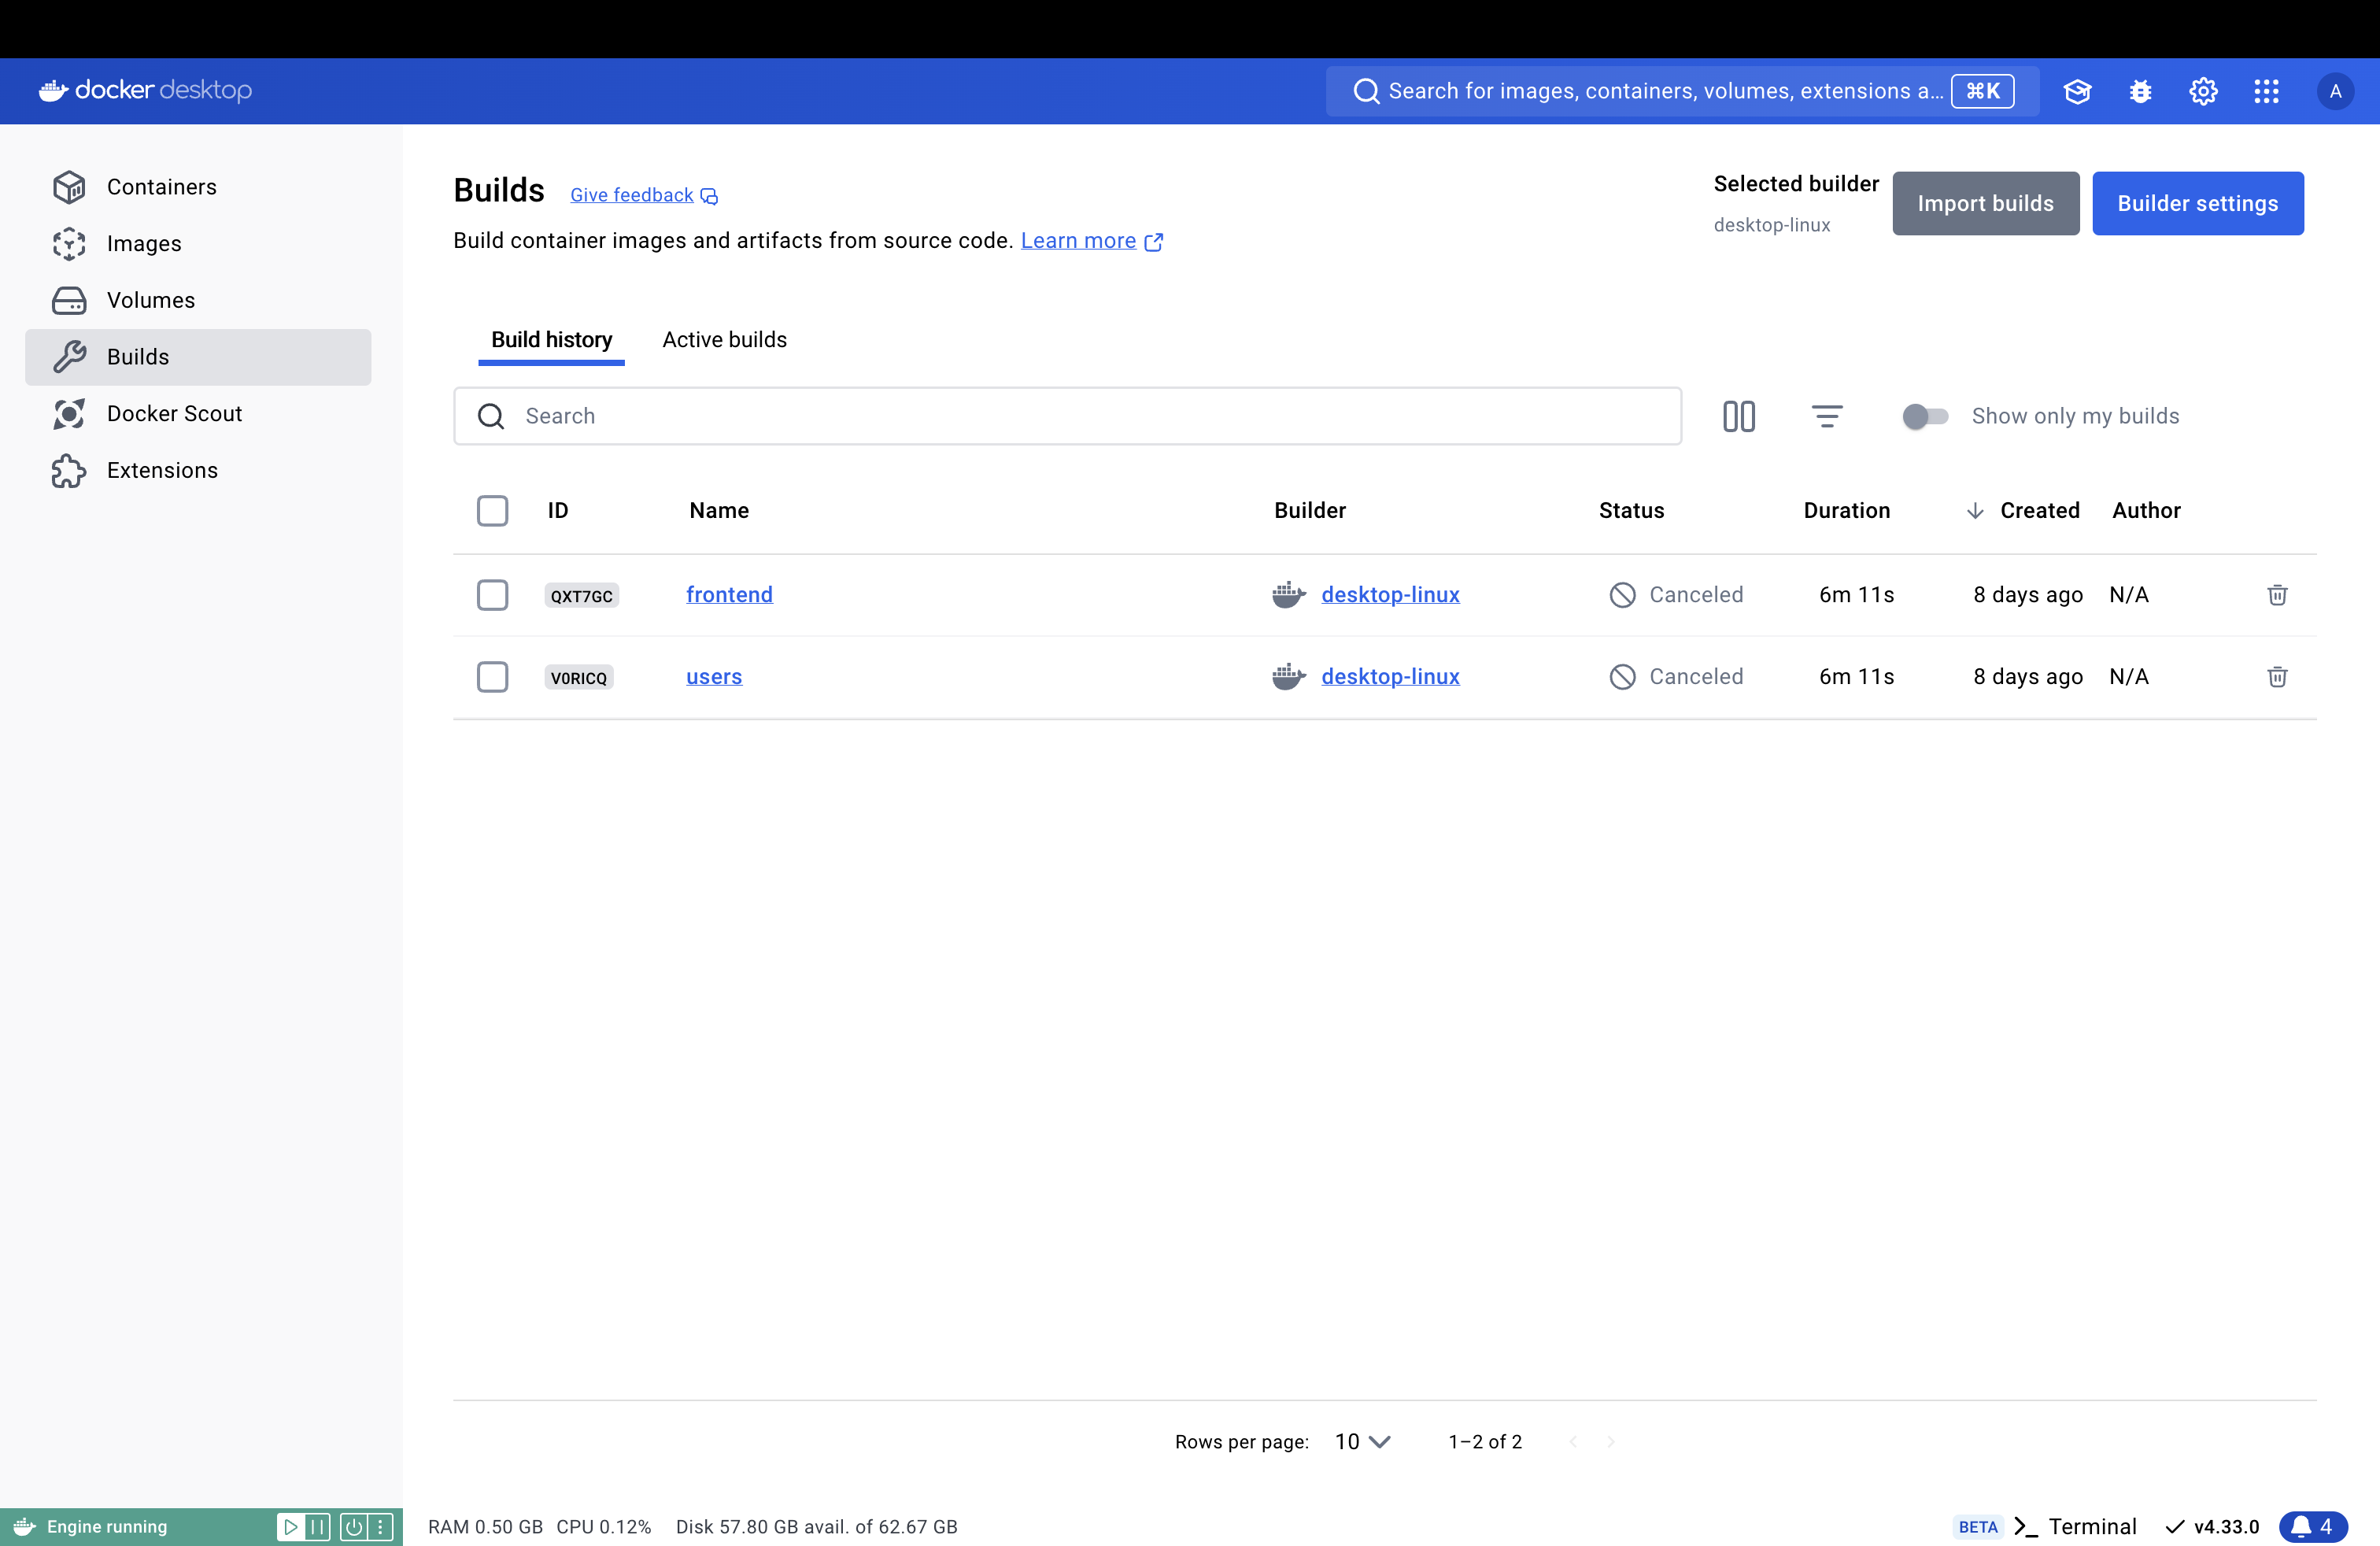 docker desktop
Search for images, containers, volumes, extensions a... ⌘K
A
Containers
Images
Volumes
Builds
Docker Scout
Extensions
Builds Give feedback
Build container images and artifacts from source code. Learn more
Selected builder
desktop-linux
Import builds
Builder settings
Build history Active builds
Search
Show only my builds
ID Name Builder Status Duration Created Author
QXT7GC frontend desktop-linux Canceled 6m 11s 8 days ago N/A
V0RICQ users desktop-linux Canceled 6m 11s 8 days ago N/A
Rows per page: 10 1–2 of 2
Engine running
RAM 0.50 GB CPU 0.12% Disk 57.80 GB avail. of 62.67 GB
BETA Terminal v4.33.0 4